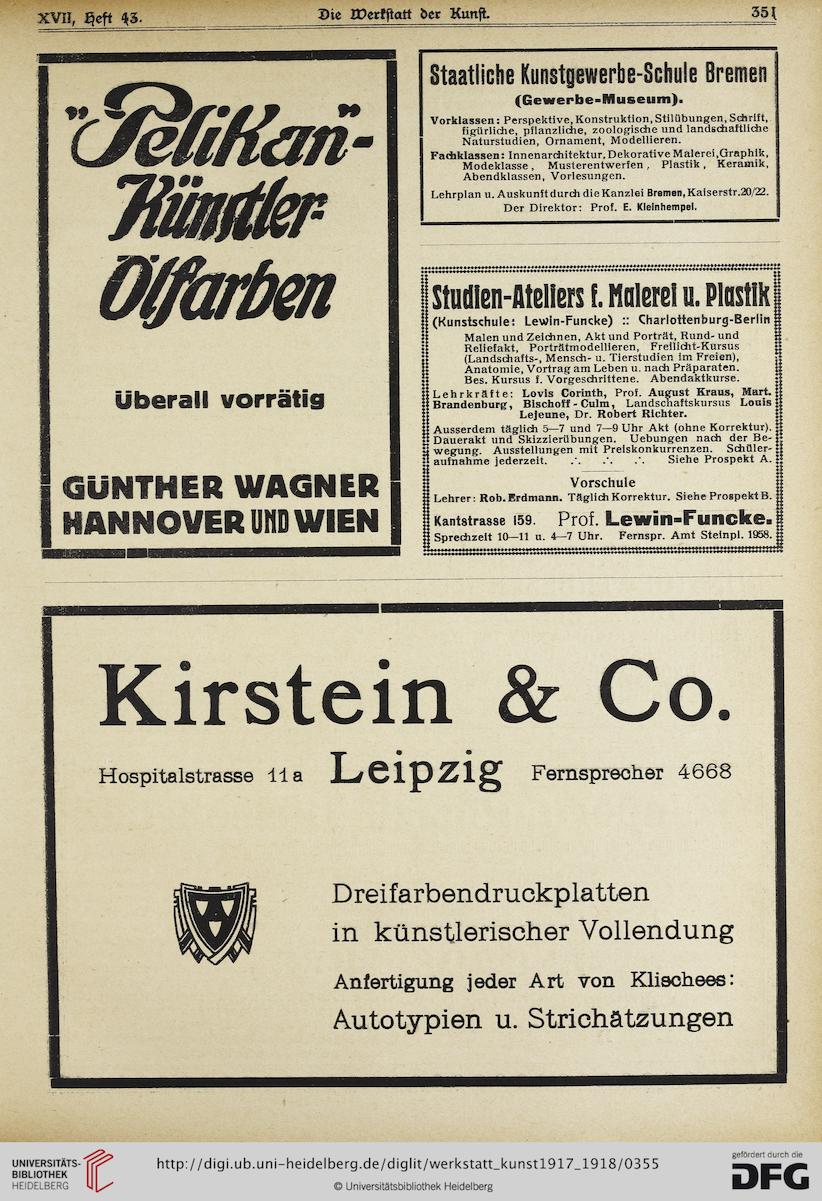 XVII, Heft 43.
Die Werkstatt der Kunst.
351
"Pelikan"-
Künstler-
Ölfarben
Überall vorrätig
GÜNTHER WAGNER
HANNOVER UND WIEN
Staatliche Kunstgewerbe-Schule Bremen
(Gewerbe-Museum).
Vorklassen: Perspektive, Konstruktion, Stilübungen, Schrift,
figürliche, pflanzliche, zoologische und landschaftliche
Naturstudien, Ornament, Modellieren.
Fachklassen: Innenarchitektur, Dekorative Malerei, Graphik,
Modeklasse, Musterentwerfen, Plastik, Keramik,
Abendklassen, Vorlesungen.
Lehrplan u. Auskunft durch die Kanzlei Bremen, Kaiserstr. 20/22.
Der Direktor: Prof. E. Kleinhempel.
Studien-Ateliers f. Malerei u. Plastik
(Kunstschule: Lewin-Funcke) :: Charlottenburg-Berlin
Malen und Zeichnen, Akt und Porträt, Rund- und
Reliefakt, Porträtmodellieren, Freilicht-Kursus
(Landschafts-, Mensch- u. Tierstudien im Freien),
Anatomie, Vortrag am Leben u. nach Präparaten.
Bes. Kursus f. Vorgeschrittene. Abendaktkurse.
Lehrkräfte: Lovis Corinth, Prof. August Kraus, Mart.
Brandenburg, Bischoff-Culm, Landschaftskursus Louis
Lejeune, Dr. Robert Richter.
Ausserdem täglich 5—7 und 7—9 Uhr Akt (ohne Korrektur).
Dauerakt und Skizzierübungen. Uebungen nach der Be-
wegung. Ausstellungen mit Preiskonkurrenzen. Schüler-
aufnahme jederzeit. ∴ ∴ ∴ Siehe Prospekt A.
Vorschule
Lehrer: Rob. Erdmann. Täglich Korrektur. Siehe Prospekt B.
Kantstrasse 159. Prof. Lewin-Funcke.
Sprechzeit 10—11 u. 4—7 Uhr. Fernspr. Amt Steinpl. 1958.
Kirstein & Co.
Hospitalstrasse 11a Leipzig Fernsprecher 4668
Dreifarbendruckplatten
in künstlerischer Vollendung
Anfertigung jeder Art von Klischees:
Autotypien u. Strichätzungen
UNIVERSITÄTS-
BIBLIOTHEK
HEIDELBERG
http://digi.ub.uni-heidelberg.de/diglit/werkstatt_kunst1917_1918/0355
© Universitätsbibliothek Heidelberg
gefördert durch die
DFG